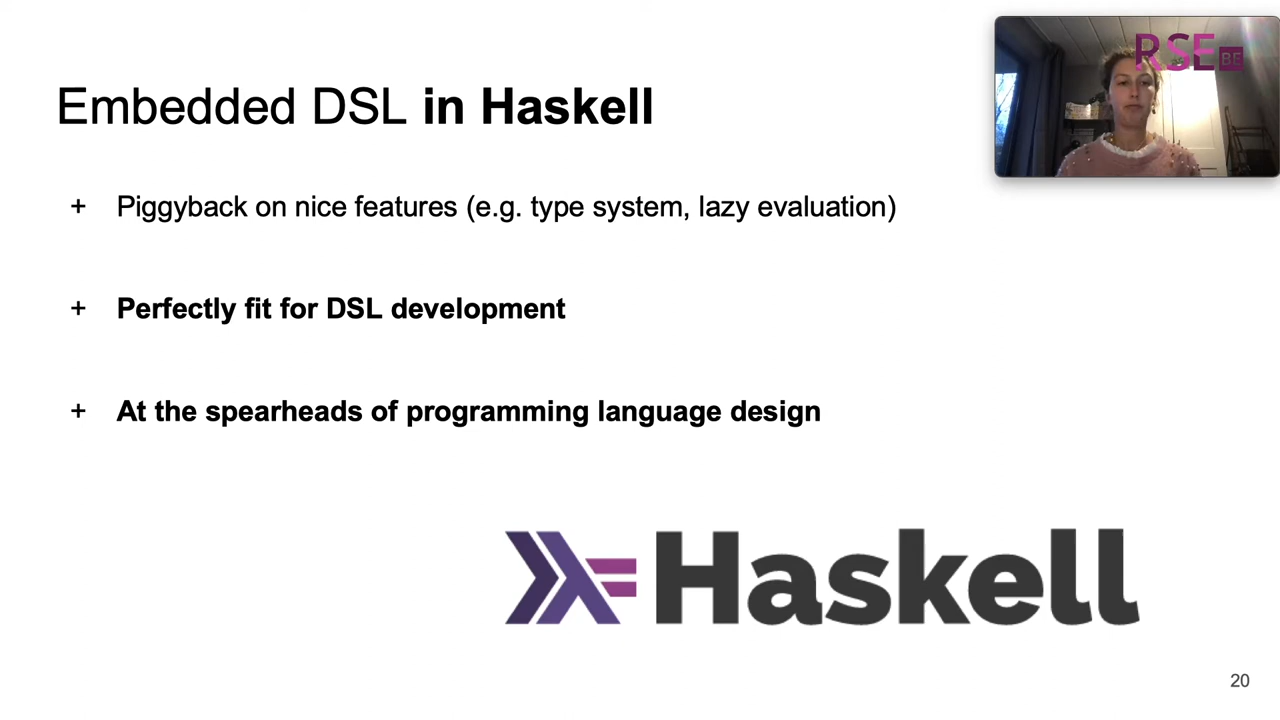 RSE BE
Embedded DSL in Haskell
+ Piggyback on nice features (e.g. type system, lazy evaluation)
+ Perfectly fit for DSL development
+ At the spearheads of programming language design
Haskell
20